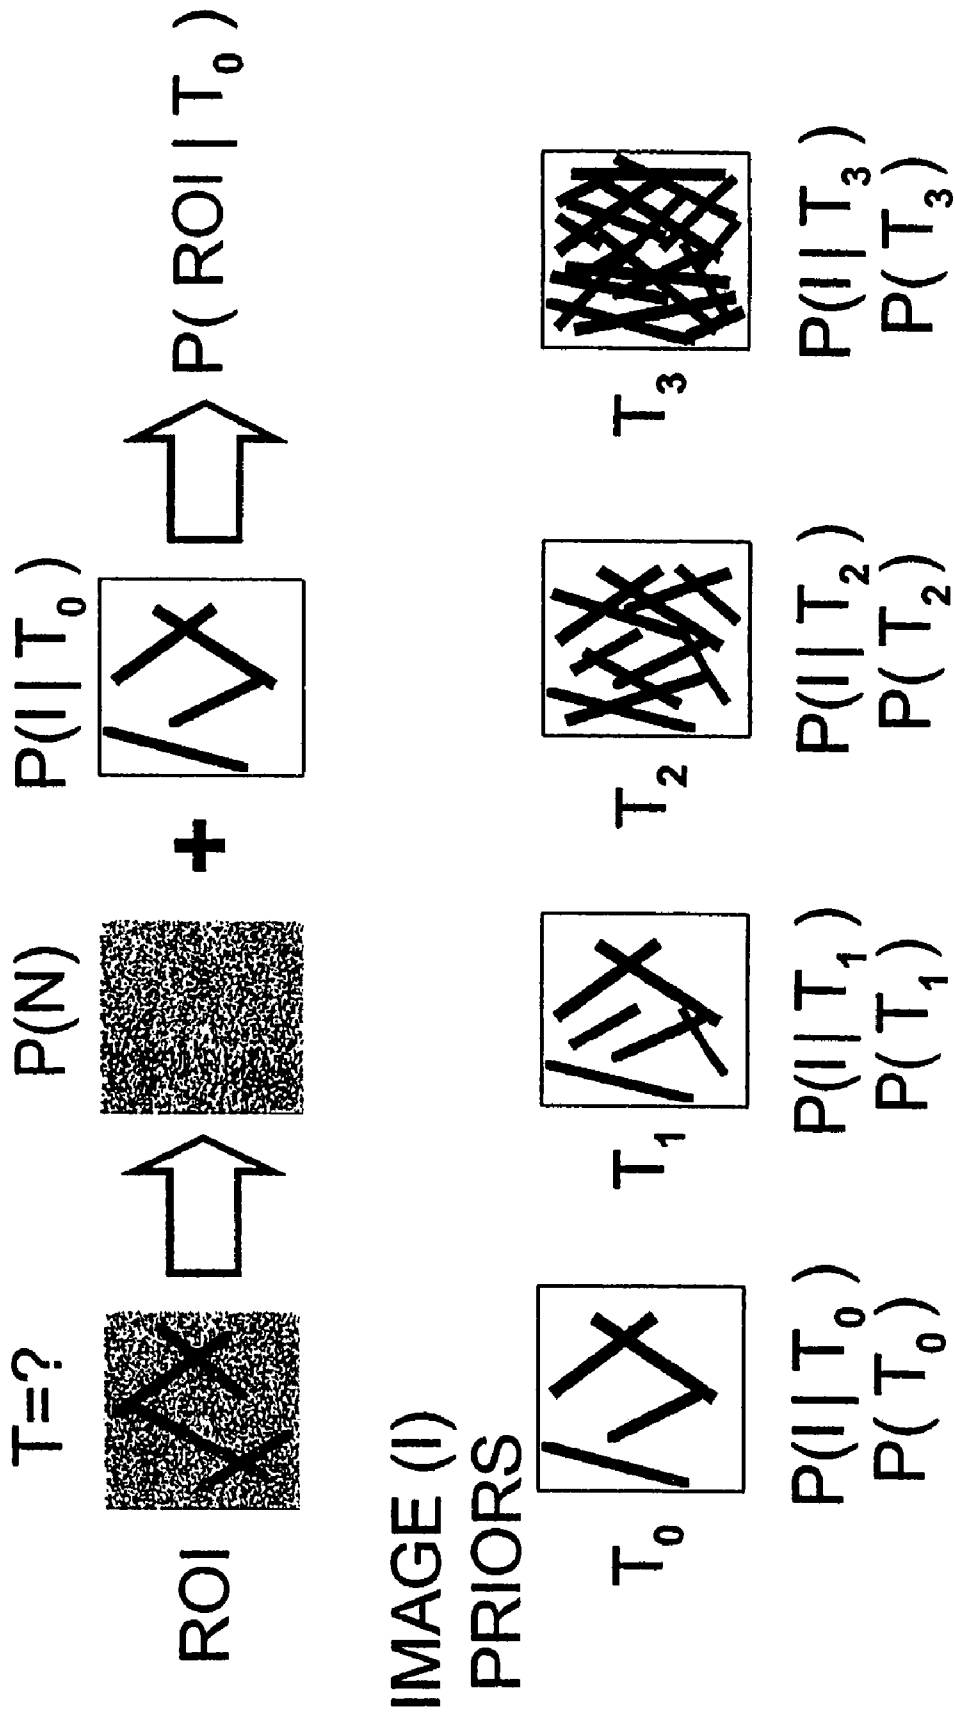 T=?
P(N)
P(I | T0)
ROI
+
P( ROI | T0 )
IMAGE (I)
PRIORS
T0
T1
T2
T3
P(I | T0 )
P(I | T1 )
P(I | T2 )
P(I | T3 )
P( T0 )
P( T1 )
P( T2 )
P( T3 )